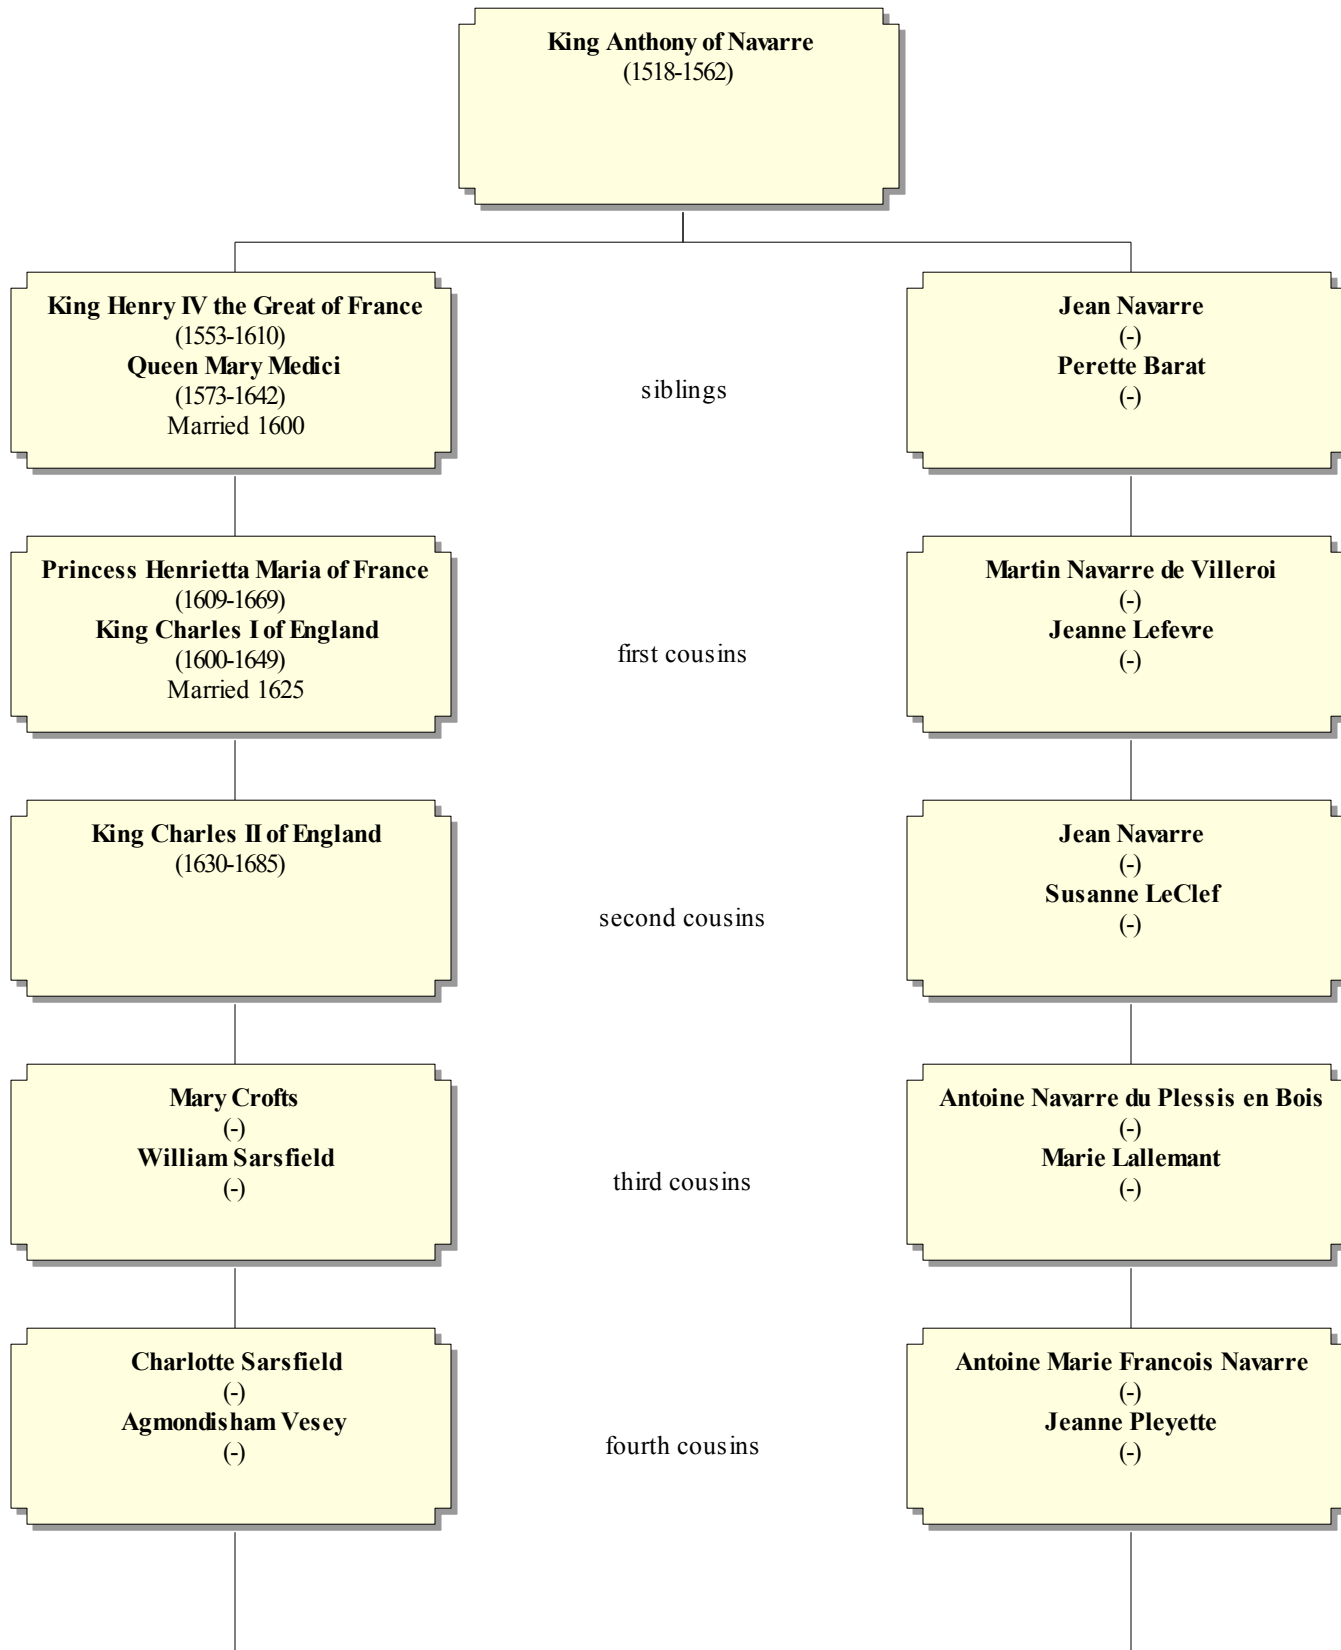 King Anthony of Navarre
(1518-1562)
King Henry IV the Great of France
(1553-1610)
Queen Mary Medici
(1573-1642)
Married 1600
siblings
Jean Navarre
(-)
Perette Barat
(-)
Princess Henrietta Maria of France
(1609-1669)
King Charles I of England
(1600-1649)
Married 1625
first cousins
Martin Navarre de Villeroi
(-)
Jeanne Lefevre
(-)
King Charles II of England
(1630-1685)
second cousins
Jean Navarre
(-)
Susanne LeClef
(-)
Mary Crofts
(-)
William Sarsfield
(-)
third cousins
Antoine Navarre du Plessis en Bois
(-)
Marie Lallemant
(-)
Charlotte Sarsfield
(-)
Agmondisham Vesey
(-)
fourth cousins
Antoine Marie Francois Navarre
(-)
Jeanne Pleyette
(-)